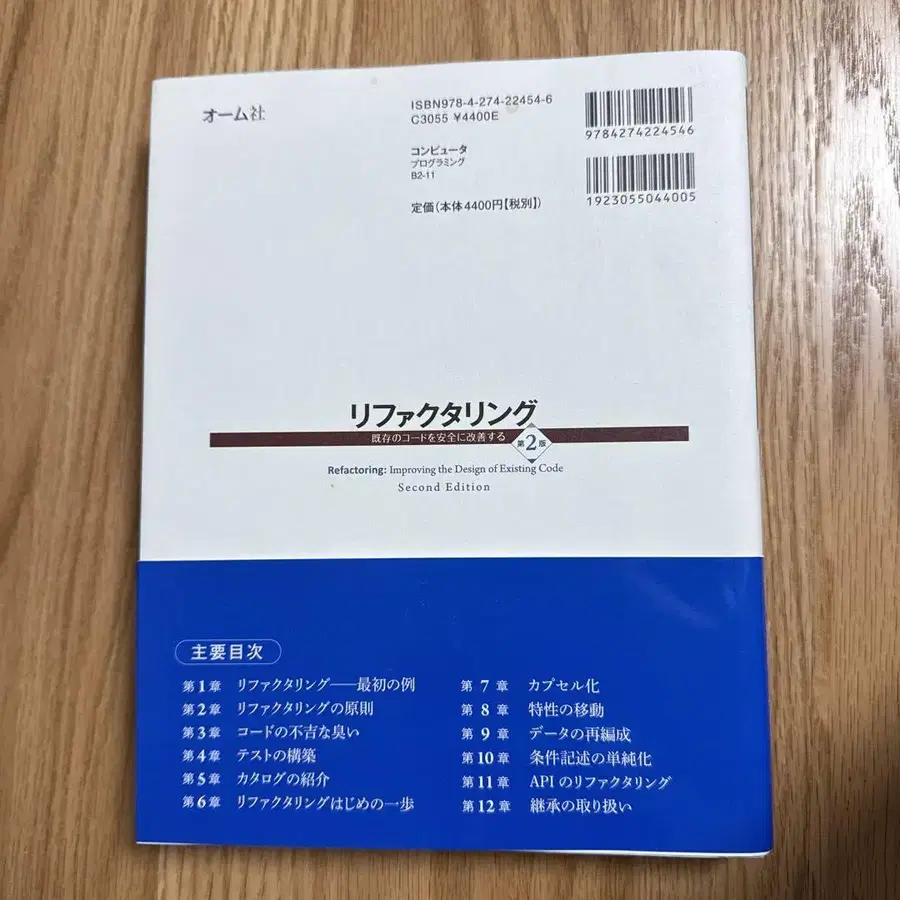 オーム社
ISBN978-4-274-22454-6
C3055 ¥4400E
コンピュータ
プログラミング
B2-11
定価(本体4400円【税別】)
9784274224546
1923055044005
リファクタリング
既存のコードを安全に改善する
第2版
Refactoring: Improving the Design of Existing Code
Second Edition
主要目次
第1章 リファクタリング――最初の例
第2章 リファクタリングの原則
第3章 コードの不吉な臭い
第4章 テストの構築
第5章 カタログの紹介
第6章 リファクタリングはじめの一歩
第7章 カプセル化
第8章 特性の移動
第9章 データの再編成
第10章 条件記述の単純化
第11章 APIのリファクタリング
第12章 継承の取り扱い